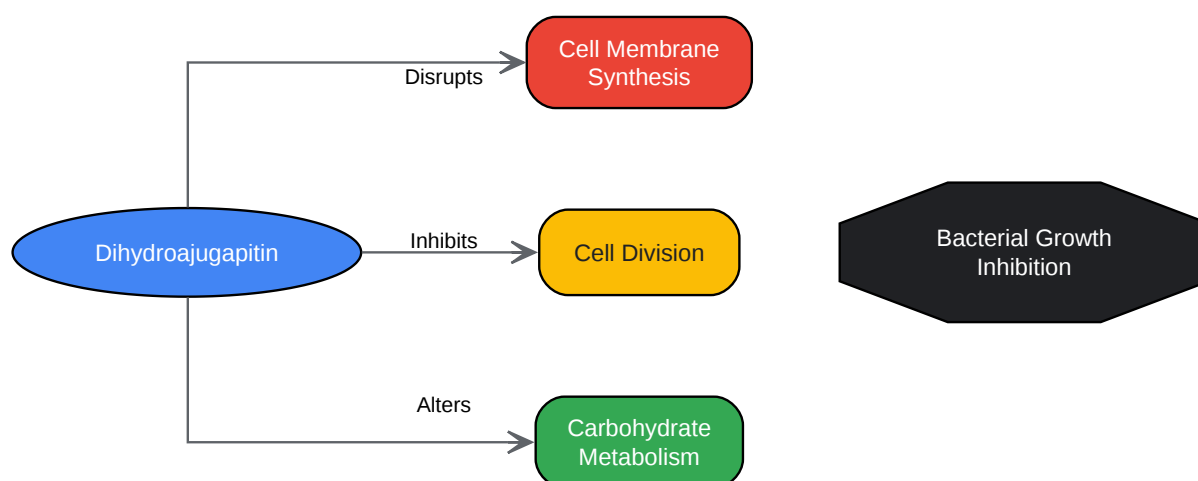 Cell Membrane
Synthesis
Disrupts
Dihydroajugapitin
Inhibits
Cell Division
Bacterial Growth
Inhibition
Alters
Carbohydrate
Metabolism